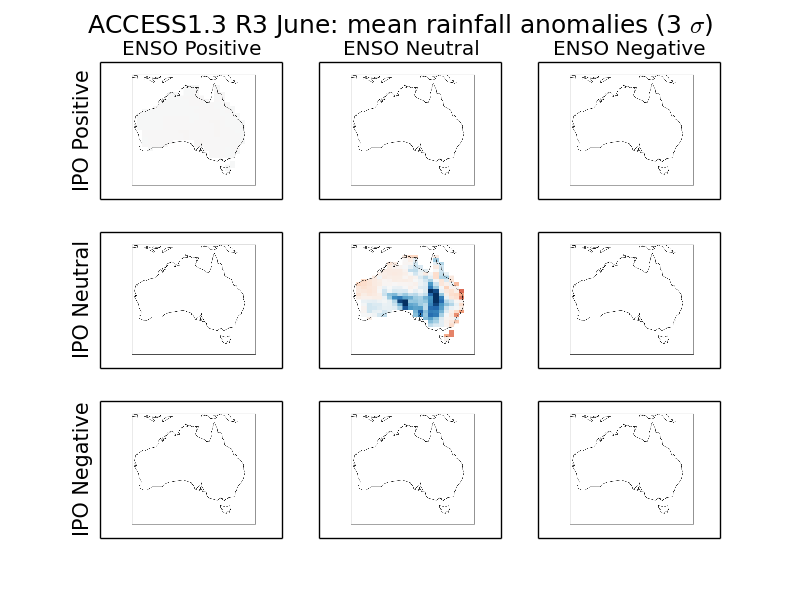 ACCESS1.3 R3 June: mean rainfall anomalies (3 σ)
ENSO Positive
ENSO Neutral
ENSO Negative
IPO Positive
IPO Neutral
IPO Negative